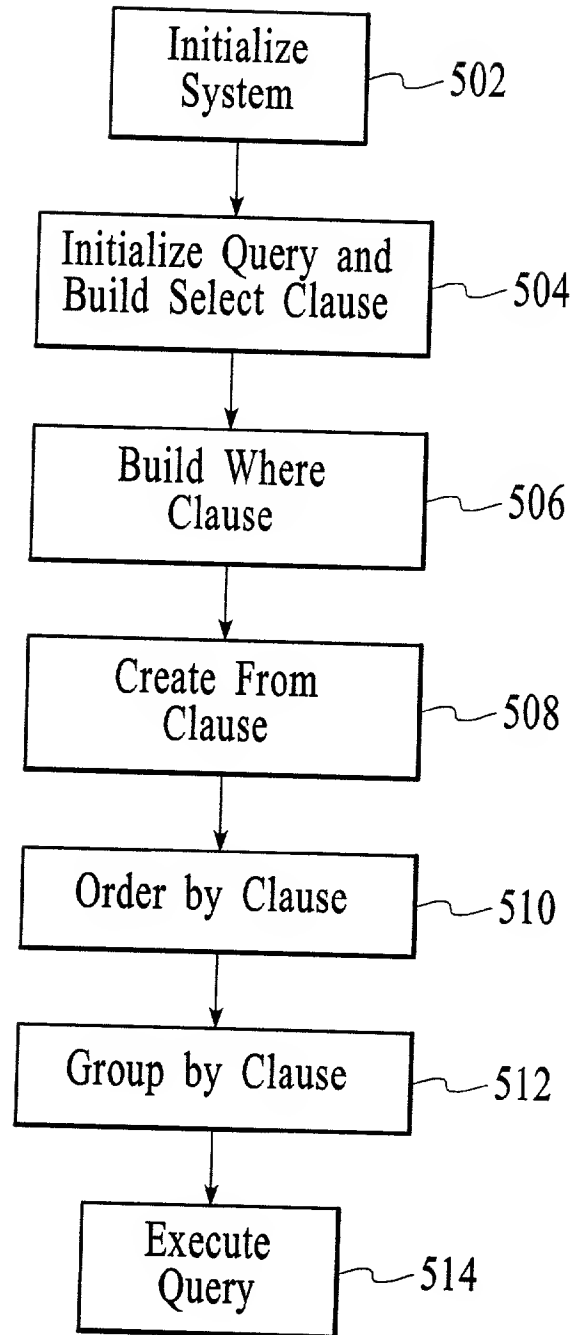 Initialize
System
502
Initialize Query and
Build Select Clause
504
Build Where
Clause
506
Create From
Clause
508
Order by Clause
510
Group by Clause
512
Execute
Query
514